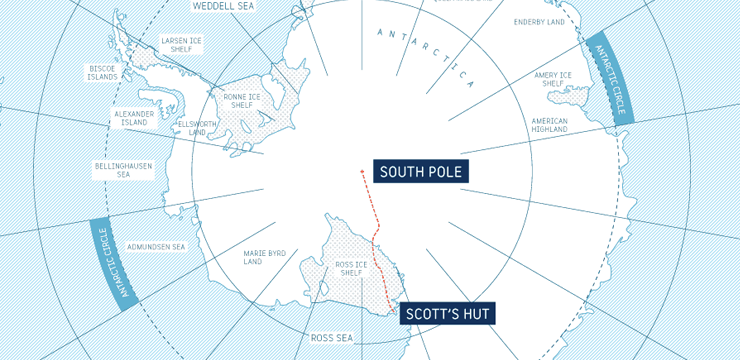 WEDDELL SEA
ENDERBY LAND
ANTARCTICA
LARSEN ICE
SHELF
BISCOE
ISLANDS
ANTARCTIC CIRCLE
AMERY ICE
SHELF
RONNE ICE
SHELF
ALEXANDER
ISLAND
ELLSWORTH
LAND
AMERICAN
HIGHLAND
BELLINGHAUSEN
SEA
SOUTH POLE
ADMUNDSEN SEA
ANTARCTIC CIRCLE
MARIE BYRD
LAND
ROSS ICE
SHELF
SCOTT'S HUT
ROSS SEA